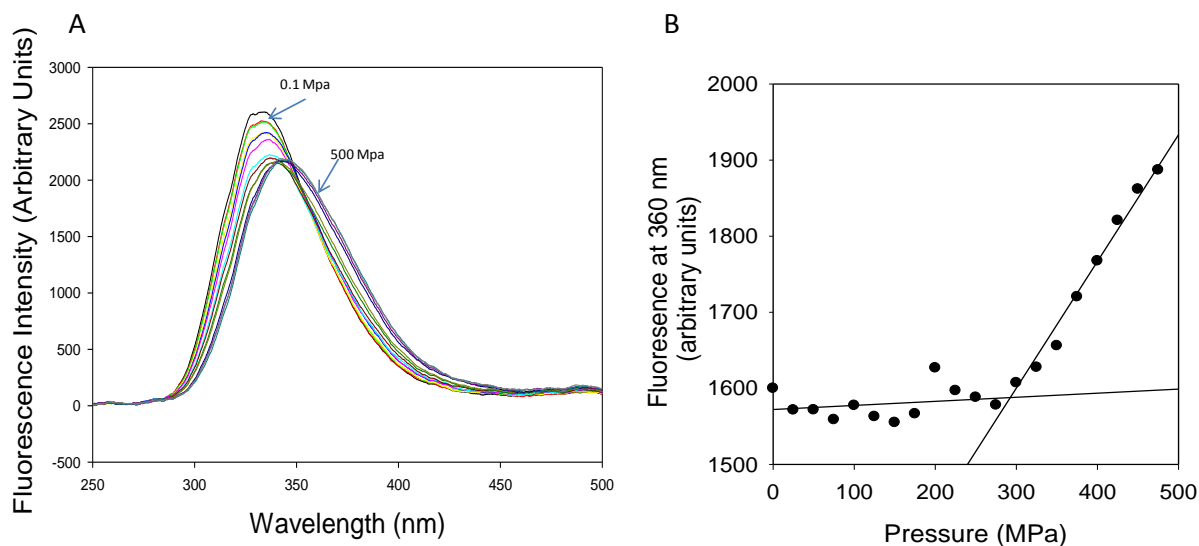 A
Fluorescence Intensity (Arbitrary Units)
3000
2500
2000
1500
1000
500
0
-500
0.1 Mpa
500 Mpa
250 300 350 400 450 500
Wavelength (nm)
B
Fluoresence at 360 nm
(arbitrary units)
2000
1900
1800
1700
1600
1500
0 100 200 300 400 500
Pressure (MPa)